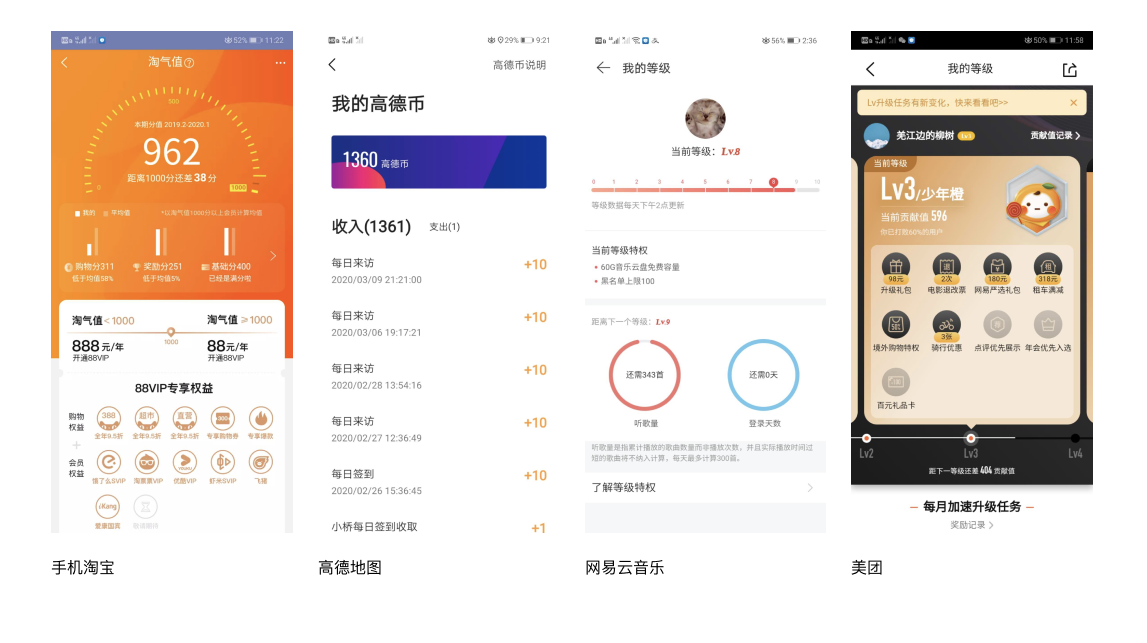 52% 11:22
淘气值?
500
本期分值 2019.2-2020.1
962
距离1000分还差 38 分
0
1000
我的 平均值 *以淘气值1000分以上会员计算均值
购物分311 奖励分251 基础分400
低于均值58% 低于均值5% 已经是满分啦
淘气值 < 1000 淘气值 ≥ 1000
1000
888 元/年 88元/年
开通88VIP 开通88VIP
88VIP专享权益
购物权益
388 超市 直营 300
全年9.5折 全年9.5折 全年9.5折 专享购物券 专享爆款
会员权益
YOUKU
饿了么SVIP 淘票票VIP 优酷VIP 虾米SVIP 飞猪
iKang
爱康国宾 敬请期待
手机淘宝
29% 9:21
高德币说明
我的高德币
1360 高德币
收入(1361) 支出(1)
每日来访 +10
2020/03/09 21:21:00
每日来访 +10
2020/03/06 19:17:21
每日来访 +10
2020/02/28 13:54:16
每日来访 +10
2020/02/27 12:36:49
每日签到 +10
2020/02/26 15:36:45
小桥每日签到收取 +1
高德地图
56% 2:36
我的等级
当前等级: Lv.8
0 1 2 3 4 5 6 7 8 9 10
等级数据每天下午2点更新
当前等级特权
• 60G音乐云盘免费容量
• 黑名单上限100
距离下一个等级: Lv.9
还需343首 还需0天
听歌量 登录天数
听歌量是指累计播放的歌曲数量而非播放次数，并且实际播放时间过
短的歌曲将不纳入计算，每天最多计算300首。
了解等级特权
网易云音乐
50% 11:58
我的等级
Lv升级任务有新变化，快来看看吧>>
羌江边的柳树 Lv3 贡献值记录
当前等级
Lv3/少年橙
当前贡献值 596
你已打败60%的用户
98元 2次 180元 318元
升级礼包 电影退改票 网易严选礼包 租车满减
3张
境外购物特权 骑行优惠 点评优先展示 年会优先入选
百元礼品卡
Lv2 Lv3 Lv4
距下一等级还差 404 贡献值
每月加速升级任务
奖励记录
美团